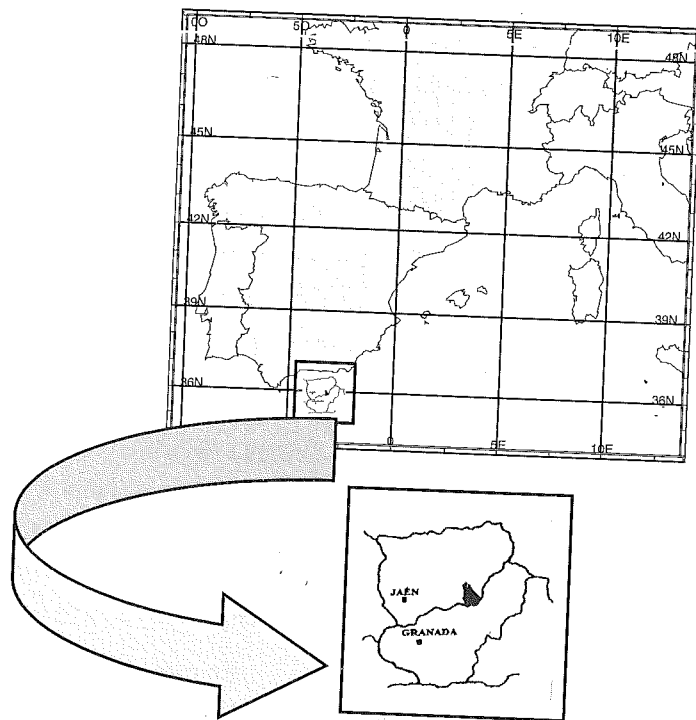 10O 5O 0 5E 10E
48N 48N
45N 45N
42N 42N
39N 39N
36N 36N
0 5E 10E
JAÉN
GRANADA